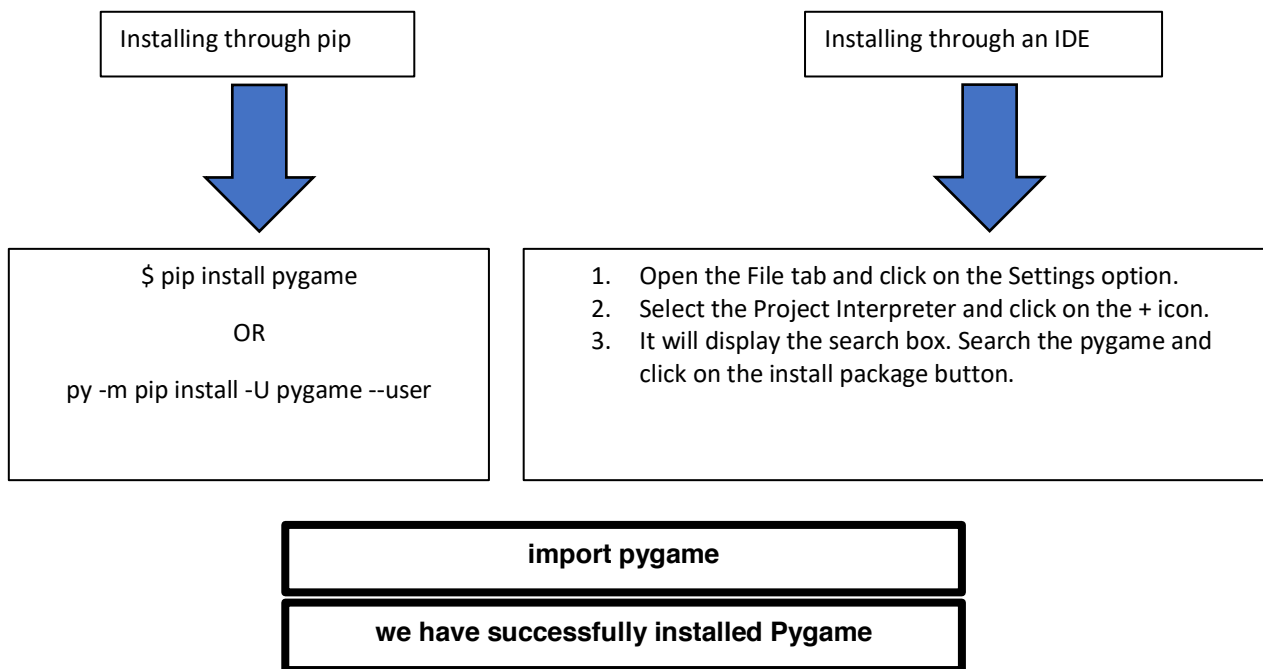 Installing through pip
Installing through an IDE
$ pip install pygame
OR
py -m pip install -U pygame --user
1. Open the File tab and click on the Settings option.
2. Select the Project Interpreter and click on the + icon.
3. It will display the search box. Search the pygame and
click on the install package button.
import pygame
we have successfully installed Pygame